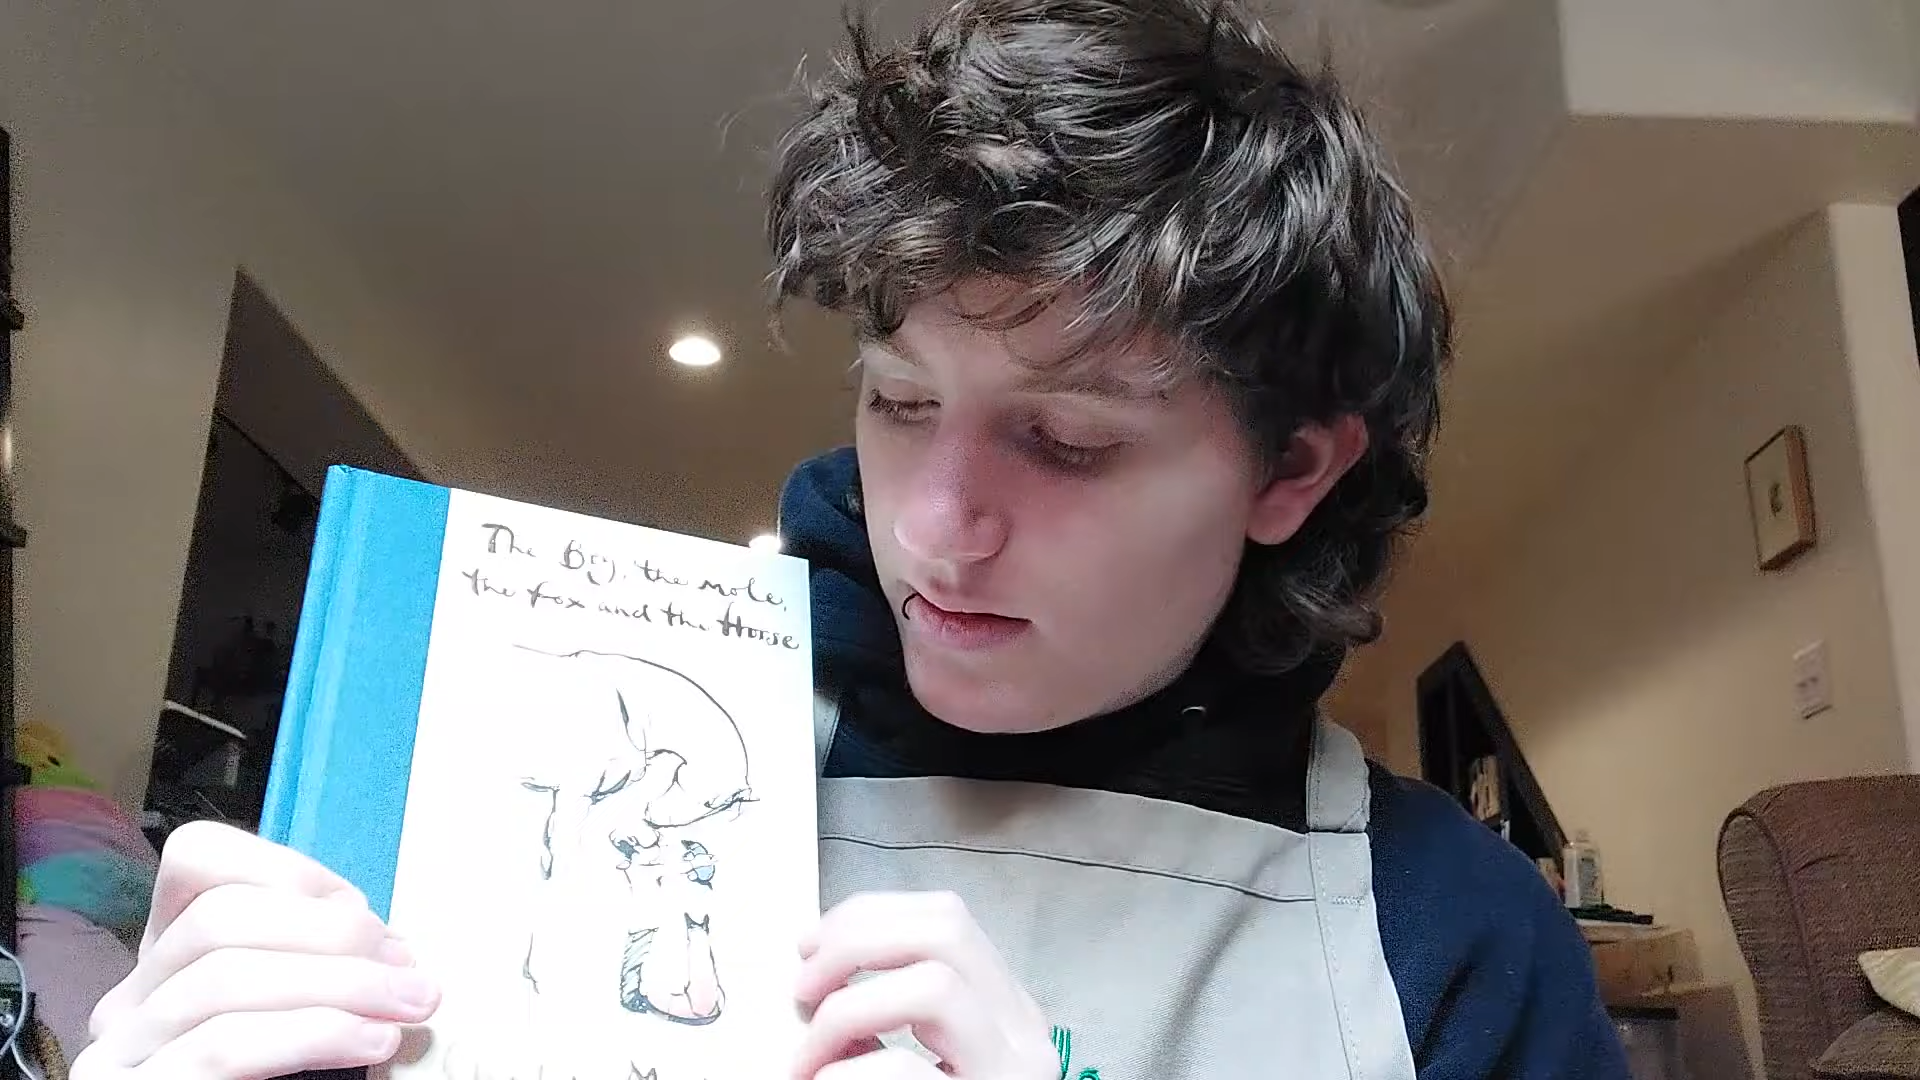 The Boy, the mole,
the fox and the Horse